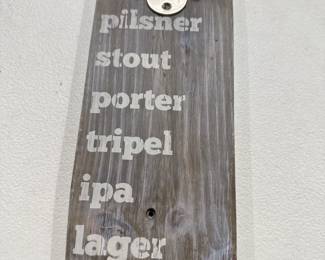 pilsner
stout
porter
tripel
ipa
lager